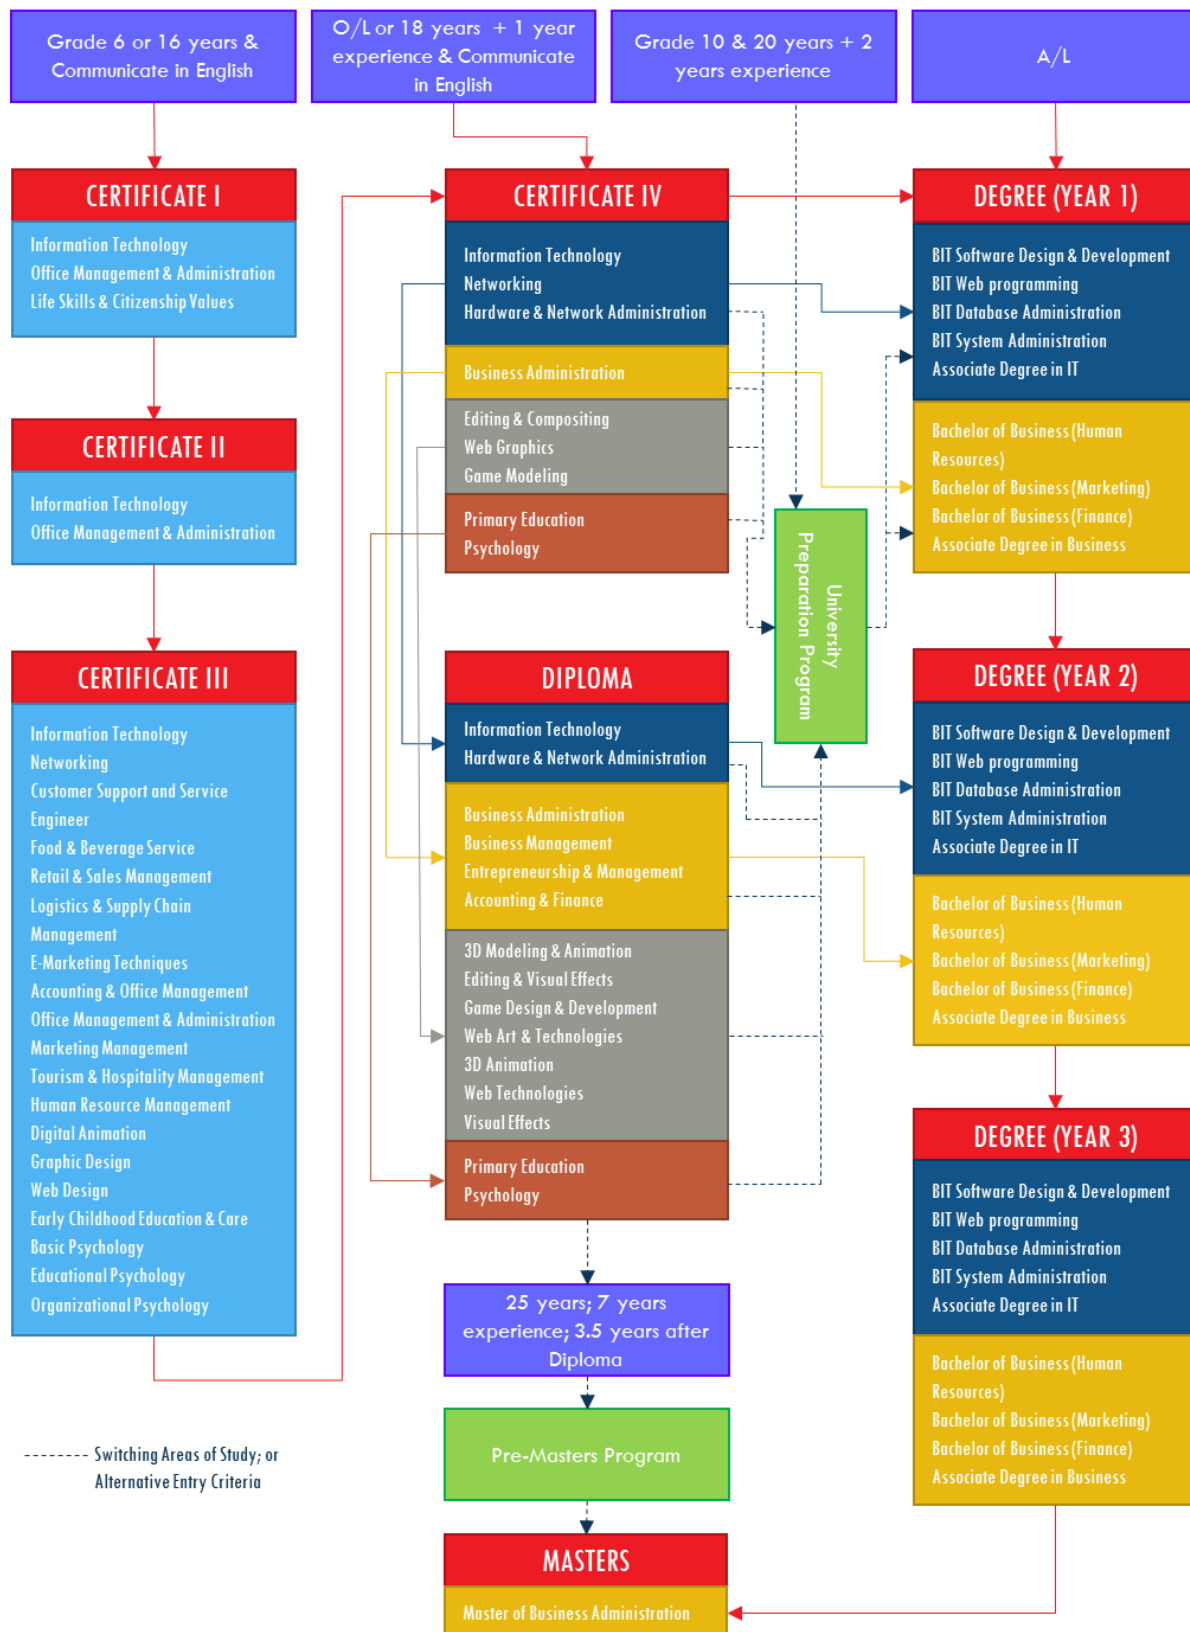 Grade 6 or 16 years &
Communicate in English
O/L or 18 years + 1 year
experience & Communicate
in English
Grade 10 & 20 years + 2
years experience
A/L
CERTIFICATE I
Information Technology
Office Management & Administration
Life Skills & Citizenship Values
CERTIFICATE II
Information Technology
Office Management & Administration
CERTIFICATE III
Information Technology
Networking
Customer Support and Service
Engineer
Food & Beverage Service
Retail & Sales Management
Logistics & Supply Chain
Management
E-Marketing Techniques
Accounting & Office Management
Office Management & Administration
Marketing Management
Tourism & Hospitality Management
Human Resource Management
Digital Animation
Graphic Design
Web Design
Early Childhood Education & Care
Basic Psychology
Educational Psychology
Organizational Psychology
Switching Areas of Study; or
Alternative Entry Criteria
CERTIFICATE IV
Information Technology
Networking
Hardware & Network Administration
Business Administration
Editing & Compositing
Web Graphics
Game Modeling
Primary Education
Psychology
DIPLOMA
Information Technology
Hardware & Network Administration
Business Administration
Business Management
Entrepreneurship & Management
Accounting & Finance
3D Modeling & Animation
Editing & Visual Effects
Game Design & Development
Web Art & Technologies
3D Animation
Web Technologies
Visual Effects
Primary Education
Psychology
25 years; 7 years
experience; 3.5 years after
Diploma
Pre-Masters Program
MASTERS
Master of Business Administration
University
Preparation Program
DEGREE (YEAR 1)
BIT Software Design & Development
BIT Web programming
BIT Database Administration
BIT System Administration
Associate Degree in IT
Bachelor of Business (Human
Resources)
Bachelor of Business (Marketing)
Bachelor of Business (Finance)
Associate Degree in Business
DEGREE (YEAR 2)
BIT Software Design & Development
BIT Web programming
BIT Database Administration
BIT System Administration
Associate Degree in IT
Bachelor of Business (Human
Resources)
Bachelor of Business (Marketing)
Bachelor of Business (Finance)
Associate Degree in Business
DEGREE (YEAR 3)
BIT Software Design & Development
BIT Web programming
BIT Database Administration
BIT System Administration
Associate Degree in IT
Bachelor of Business (Human
Resources)
Bachelor of Business (Marketing)
Bachelor of Business (Finance)
Associate Degree in Business